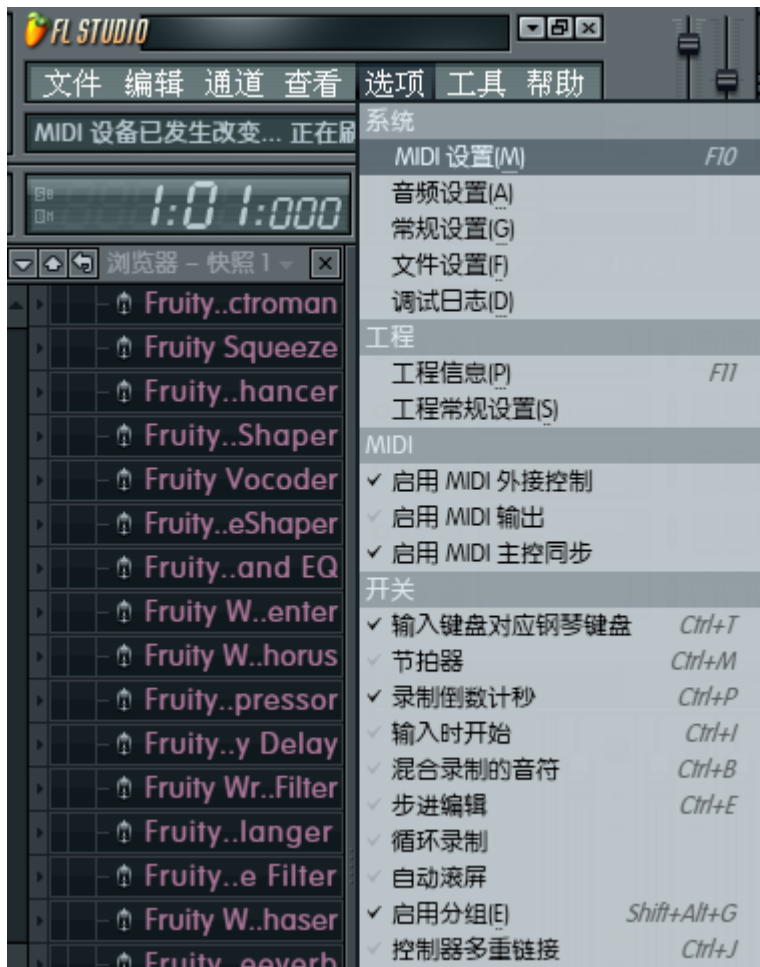 FL STUDIO
文件 编辑 通道 查看 选项 工具 帮助
MIDI 设备已发生改变... 正在刷
1:01:000
浏览器 – 快照 1
Fruity..ctroman
Fruity Squeeze
Fruity..hancer
Fruity..Shaper
Fruity Vocoder
Fruity..eShaper
Fruity..and EQ
Fruity W..enter
Fruity W..horus
Fruity..pressor
Fruity..y Delay
Fruity Wr..Filter
Fruity..langer
Fruity..e Filter
Fruity W..haser
Fruity..eeverb
系统
MIDI 设置(M) F10
音频设置(A)
常规设置(G)
文件设置(F)
调试日志(D)
工程
工程信息(P) F11
工程常规设置(S)
MIDI
启用 MIDI 外接控制
启用 MIDI 输出
启用 MIDI 主控同步
开关
输入键盘对应钢琴键盘 Ctrl+T
节拍器 Ctrl+M
录制倒数计秒 Ctrl+P
输入时开始 Ctrl+I
混合录制的音符 Ctrl+B
步进编辑 Ctrl+E
循环录制
自动滚屏
启用分组(E) Shift+Alt+G
控制器多重链接 Ctrl+J